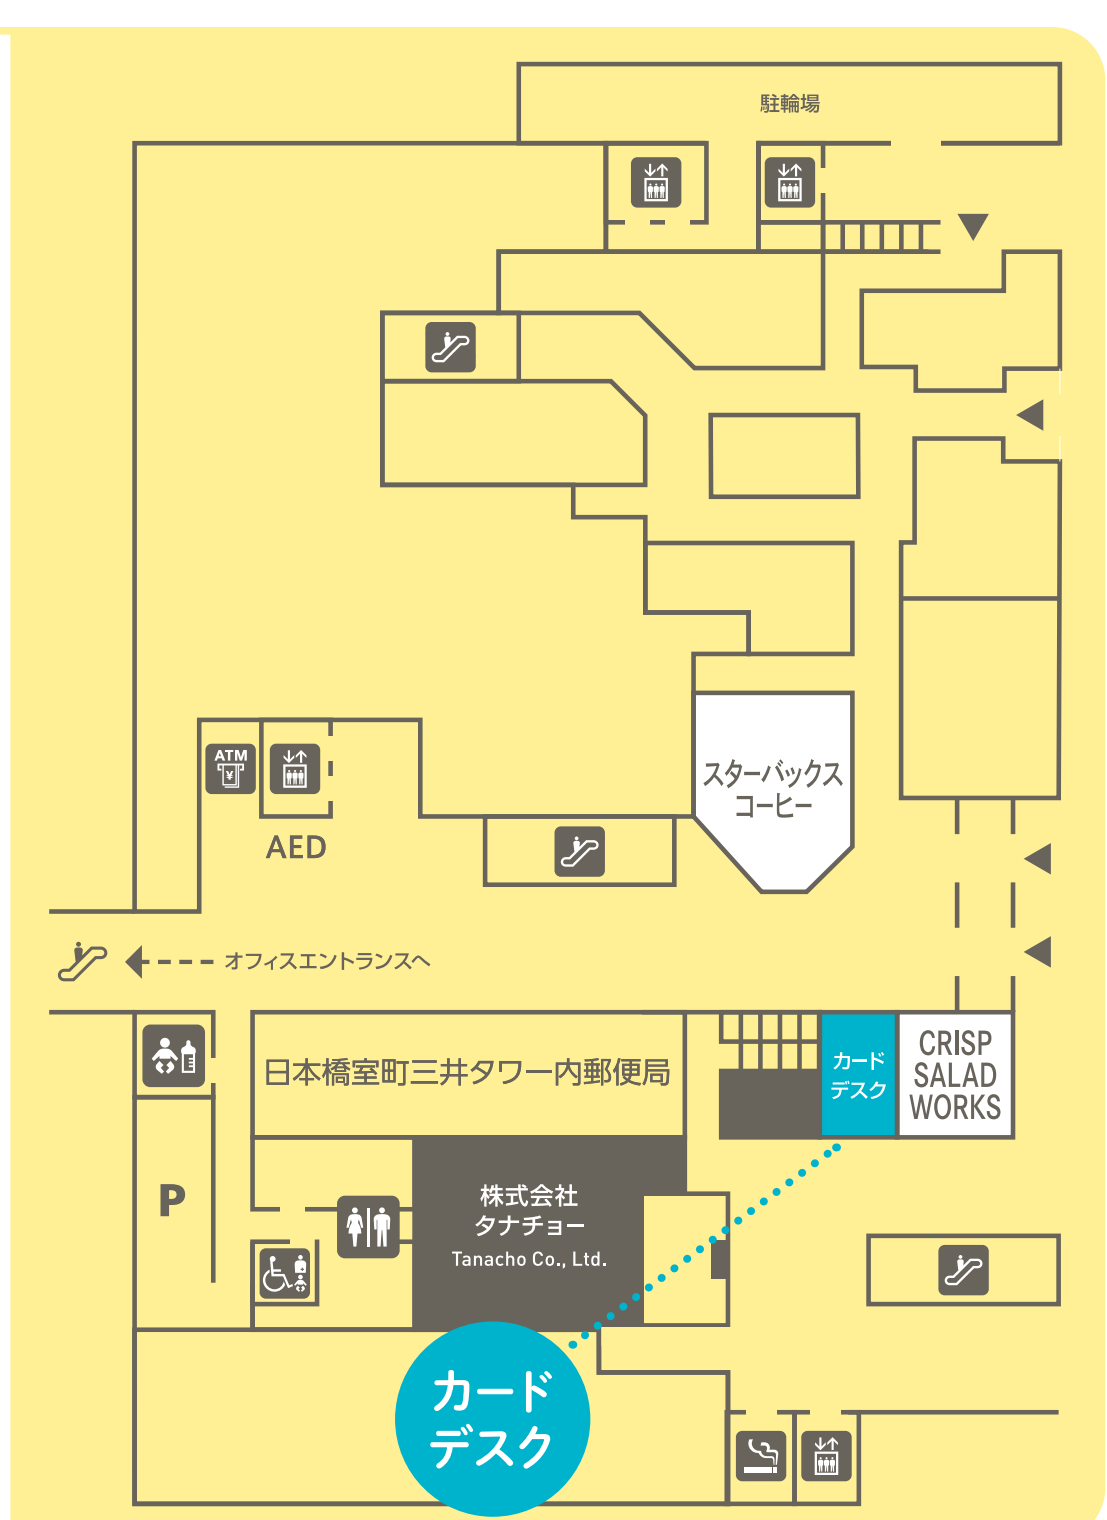 駐輪場
スターバックス
コーヒー
ATM
¥
AED
オフィスエントランスへ
日本橋室町三井タワー内郵便局
カード
デスク
CRISP
SALAD
WORKS
P
株式会社
タナチョー
Tanacho Co., Ltd.
カード
デスク